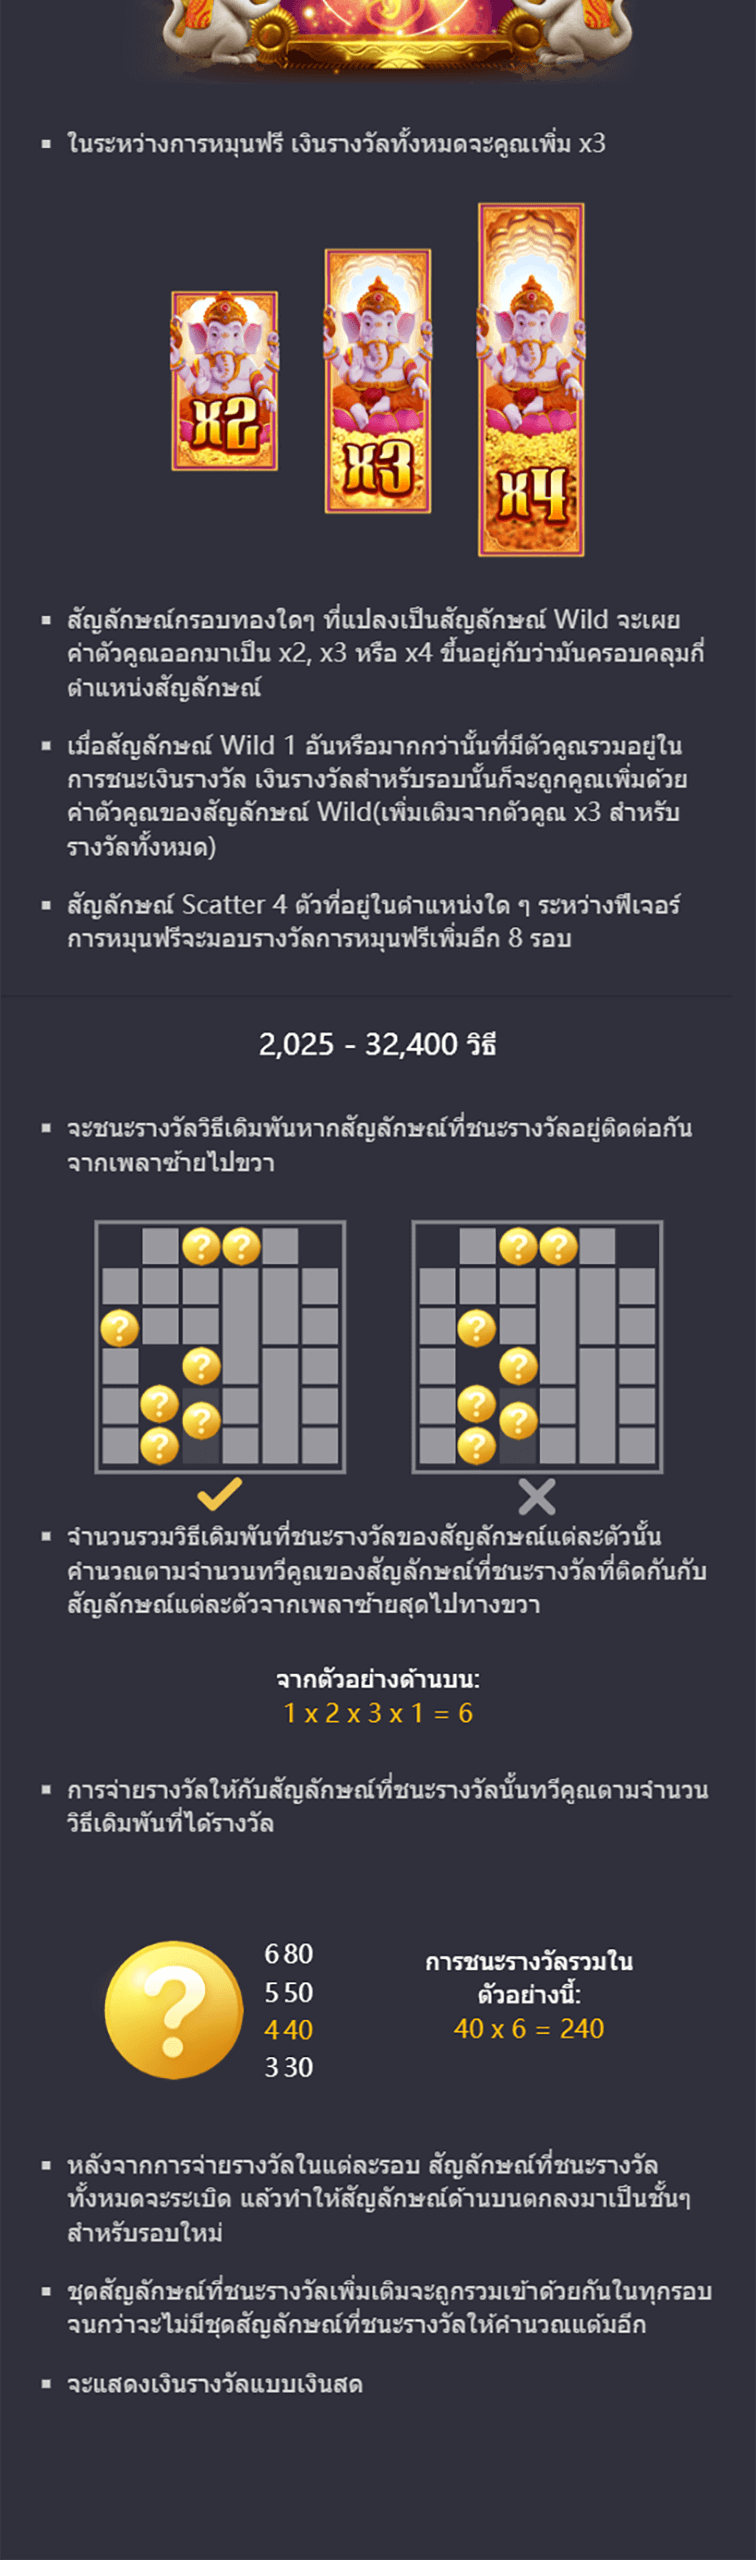 ในระหว่างการหมุนฟรี เงินรางวัลทั้งหมดจะคูณเพิ่ม x3
x2
x3
x4
สัญลักษณ์กรอบทองใดๆ ที่แปลงเป็นสัญลักษณ์ Wild จะเผย
ค่าตัวคูณออกมาเป็น x2, x3 หรือ x4 ขึ้นอยู่กับว่ามันครอบคลุมกี่
ตำแหน่งสัญลักษณ์
เมื่อสัญลักษณ์ Wild 1 อันหรือมากกว่านั้นที่มีตัวคูณรวมอยู่ใน
การชนะเงินรางวัล เงินรางวัลสำหรับรอบนั้นก็จะถูกคูณเพิ่มด้วย
ค่าตัวคูณของสัญลักษณ์ Wild(เพิ่มเติมจากตัวคูณ x3 สำหรับ
รางวัลทั้งหมด)
สัญลักษณ์ Scatter 4 ตัวที่อยู่ในตำแหน่งใด ๆ ระหว่างฟีเจอร์
การหมุนฟรีจะมอบรางวัลการหมุนฟรีเพิ่มอีก 8 รอบ
2,025 - 32,400 วิธี
จะชนะรางวัลวิธีเดิมพันหากสัญลักษณ์ที่ชนะรางวัลอยู่ติดต่อกัน
จากเพลาซ้ายไปขวา
? ? ? ?
? ?
? ?
? ?
? ?
? ?
จำนวนรวมวิธีเดิมพันที่ชนะรางวัลของสัญลักษณ์แต่ละตัวนั้น
คำนวณตามจำนวนทวีคูณของสัญลักษณ์ที่ชนะรางวัลที่ติดกันกับ
สัญลักษณ์แต่ละตัวจากเพลาซ้ายสุดไปทางขวา
จากตัวอย่างด้านบน:
1 x 2 x 3 x 1 = 6
การจ่ายรางวัลให้กับสัญลักษณ์ที่ชนะรางวัลนั้นทวีคูณตามจำนวน
วิธีเดิมพันที่ได้รางวัล
?
6 80
5 50
4 40
3 30
การชนะรางวัลรวมใน
ตัวอย่างนี้:
40 x 6 = 240
หลังจากการจ่ายรางวัลในแต่ละรอบ สัญลักษณ์ที่ชนะรางวัล
ทั้งหมดจะระเบิด แล้วทำให้สัญลักษณ์ด้านบนตกลงมาเป็นชั้นๆ
สำหรับรอบใหม่
ชุดสัญลักษณ์ที่ชนะรางวัลเพิ่มเติมจะถูกรวมเข้าด้วยกันในทุกรอบ
จนกว่าจะไม่มีชุดสัญลักษณ์ที่ชนะรางวัลให้คำนวณแต้มอีก
จะแสดงเงินรางวัลแบบเงินสด